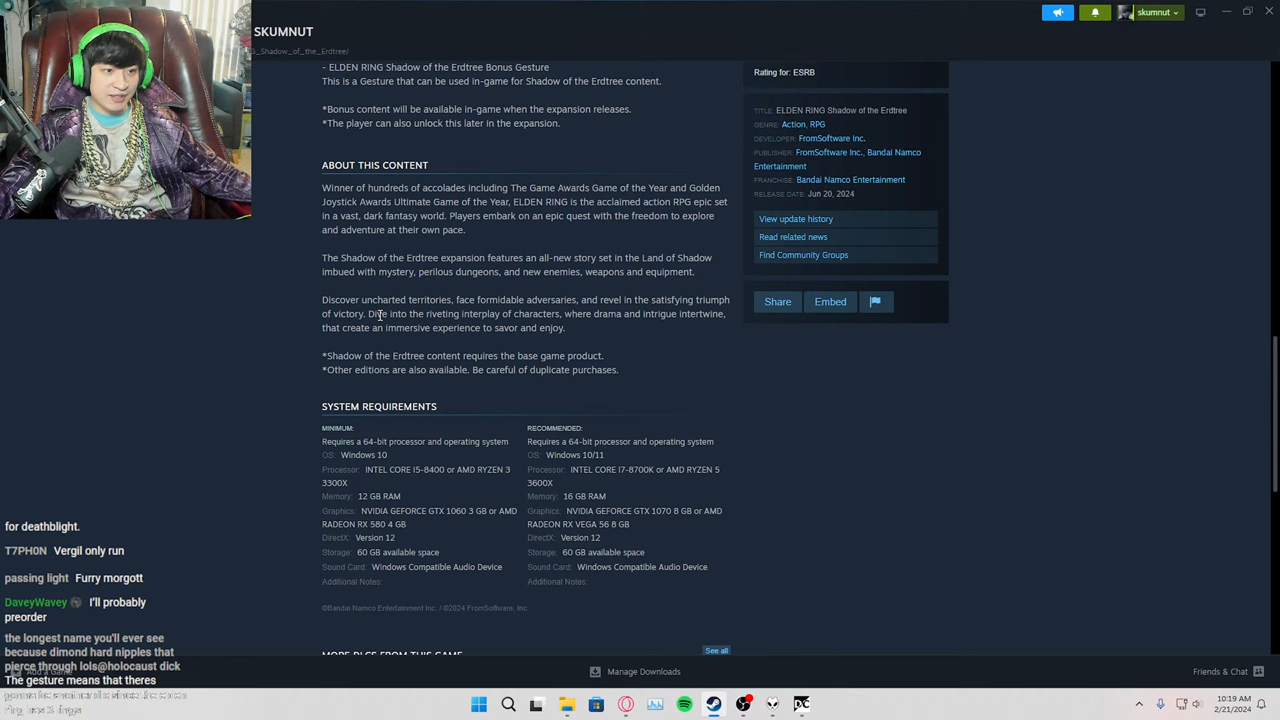 SKUMNUT
skumnut
G_Shadow_of_the_Erdtree/
- ELDEN RING Shadow of the Erdtree Bonus Gesture
This is a Gesture that can be used in-game for Shadow of the Erdtree content.
*Bonus content will be available in-game when the expansion releases.
*The player can also unlock this later in the expansion.
ABOUT THIS CONTENT
Winner of hundreds of accolades including The Game Awards Game of the Year and Golden
Joystick Awards Ultimate Game of the Year, ELDEN RING is the acclaimed action RPG epic set
in a vast, dark fantasy world. Players embark on an epic quest with the freedom to explore
and adventure at their own pace.
The Shadow of the Erdtree expansion features an all-new story set in the Land of Shadow
imbued with mystery, perilous dungeons, and new enemies, weapons and equipment.
Discover uncharted territories, face formidable adversaries, and revel in the satisfying triumph
of victory. Dive into the riveting interplay of characters, where drama and intrigue intertwine,
that create an immersive experience to savor and enjoy.
*Shadow of the Erdtree content requires the base game product.
*Other editions are also available. Be careful of duplicate purchases.
SYSTEM REQUIREMENTS
MINIMUM:
Requires a 64-bit processor and operating system
OS: Windows 10
Processor: INTEL CORE I5-8400 or AMD RYZEN 3
3300X
Memory: 12 GB RAM
Graphics: NVIDIA GEFORCE GTX 1060 3 GB or AMD
RADEON RX 580 4 GB
DirectX: Version 12
Storage: 60 GB available space
Sound Card: Windows Compatible Audio Device
Additional Notes:
RECOMMENDED:
Requires a 64-bit processor and operating system
OS: Windows 10/11
Processor: INTEL CORE I7-8700K or AMD RYZEN 5
3600X
Memory: 16 GB RAM
Graphics: NVIDIA GEFORCE GTX 1070 8 GB or AMD
RADEON RX VEGA 56 8 GB
DirectX: Version 12
Storage: 60 GB available space
Sound Card: Windows Compatible Audio Device
Additional Notes:
©Bandai Namco Entertainment Inc. / ©2024 FromSoftware, Inc.
MORE DLCS FROM THIS GAME
See all
Rating for: ESRB
TITLE: ELDEN RING Shadow of the Erdtree
GENRE: Action, RPG
DEVELOPER: FromSoftware Inc.
PUBLISHER: FromSoftware Inc., Bandai Namco
Entertainment
FRANCHISE: Bandai Namco Entertainment
RELEASE DATE: Jun 20, 2024
View update history
Read related news
Find Community Groups
Share
Embed
for deathblight.
T7PH0N Vergil only run
passing light Furry morgott
DaveyWavey I'll probably
preorder
the longest name you'll ever see
because dimond hard nipples that
pierce through lols@holocaust dick
The gesture means that theres
Add a Game
Manage Downloads
Friends & Chat
10:19 AM
2/21/2024